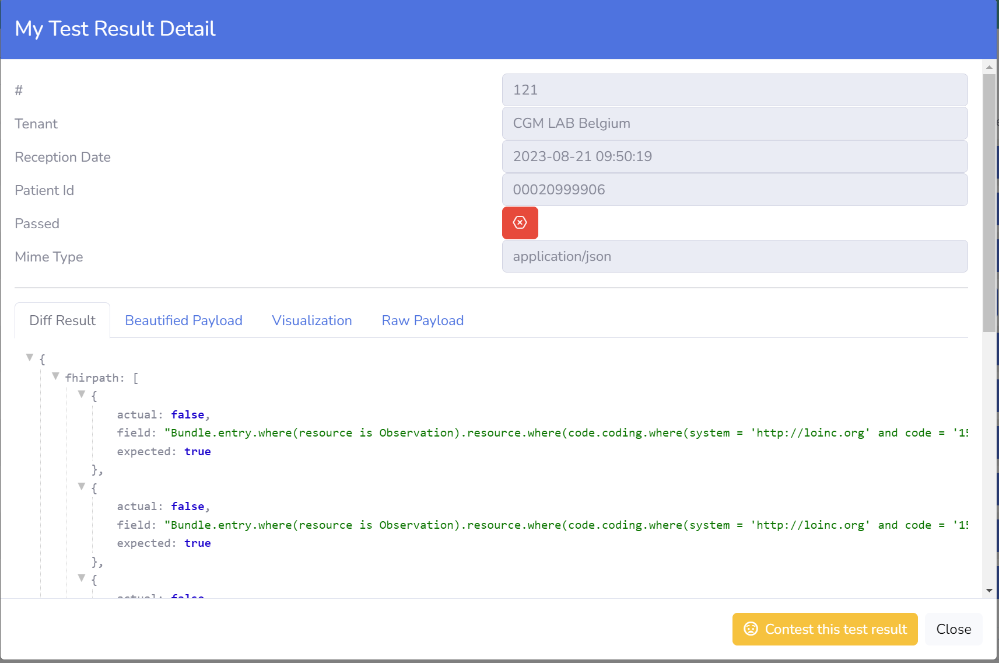 My Test Result Detail
# 121
Tenant CGM LAB Belgium
Reception Date 2023-08-21 09:50:19
Patient Id 00020999906
Passed
Mime Type application/json
Diff Result Beautified Payload Visualization Raw Payload
{
fhirpath: [
{
actual: false,
field: "Bundle.entry.where(resource is Observation).resource.where(code.coding.where(system = 'http://loinc.org' and code = '15
expected: true
},
{
actual: false,
field: "Bundle.entry.where(resource is Observation).resource.where(code.coding.where(system = 'http://loinc.org' and code = '15
expected: true
},
{
actual: false
Contest this test result Close